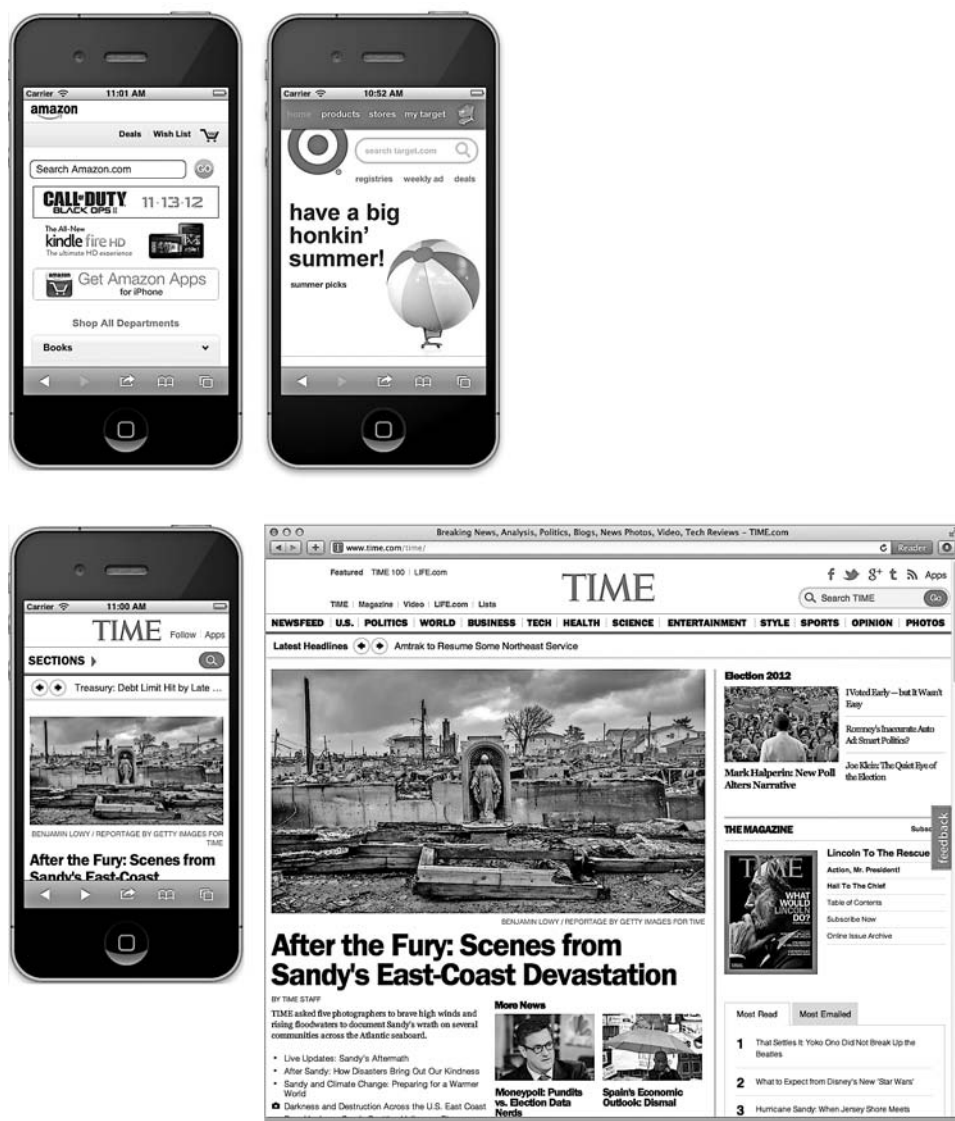 Carrier 11:01 AM
amazon
Deals Wish List
Search Amazon.com GO
CALL OF DUTY 11·13·12
BLACK OPS II
The All-New
kindle fire HD
The ultimate HD experience
amazon Get Amazon Apps
for iPhone
Shop All Departments
Books
Carrier 10:52 AM
home products stores my target
search target.com
registries weekly ad deals
have a big
honkin'
summer!
summer picks
Carrier 11:00 AM
TIME Follow Apps
SECTIONS
Treasury: Debt Limit Hit by Late ...
BENJAMIN LOWY / REPORTAGE BY GETTY IMAGES FOR
TIME
After the Fury: Scenes from
Sandy's East-Coast
Breaking News, Analysis, Politics, Blogs, News Photos, Video, Tech Reviews – TIME.com
www.time.com/time/ Reader
Featured TIME 100 | LIFE.com
TIME
Apps
TIME | Magazine | Video | LIFE.com | Lists
Search TIME Go
NEWSFEED U.S. POLITICS WORLD BUSINESS TECH HEALTH SCIENCE ENTERTAINMENT STYLE SPORTS OPINION PHOTOS
Latest Headlines Amtrak to Resume Some Northeast Service
BENJAMIN LOWY / REPORTAGE BY GETTY IMAGES FOR TIME
After the Fury: Scenes from
Sandy's East-Coast Devastation
BY TIME STAFF
TIME asked five photographers to brave high winds and
rising floodwaters to document Sandy's wrath on several
communities across the Atlantic seaboard.
• Live Updates: Sandy's Aftermath
• After Sandy: How Disasters Bring Out Our Kindness
• Sandy and Climate Change: Preparing for a Warmer
World
Darkness and Destruction Across the U.S. East Coast
More News
Moneypoll: Pundits
vs. Election Data
Nerds
Spain's Economic
Outlook: Dismal
Election 2012
Mark Halperin: New Poll
Alters Narrative
I Voted Early — but It Wasn't
Easy
Romney's Inaccurate Auto
Ad: Smart Politics?
Joe Klein: The Quiet Eye of
the Election
feedback
THE MAGAZINE
TIME
WHAT
WOULD
LINCOLN
DO?
Lincoln To The Rescue
Action, Mr. President!
Hail To The Chief
Table of Contents
Subscribe Now
Online Issue Archive
Most Read Most Emailed
1 That Settles It: Yoko Ono Did Not Break Up the
Beatles
2 What to Expect from Disney's New 'Star Wars'
3 Hurricane Sandy: When Jersey Shore Meets